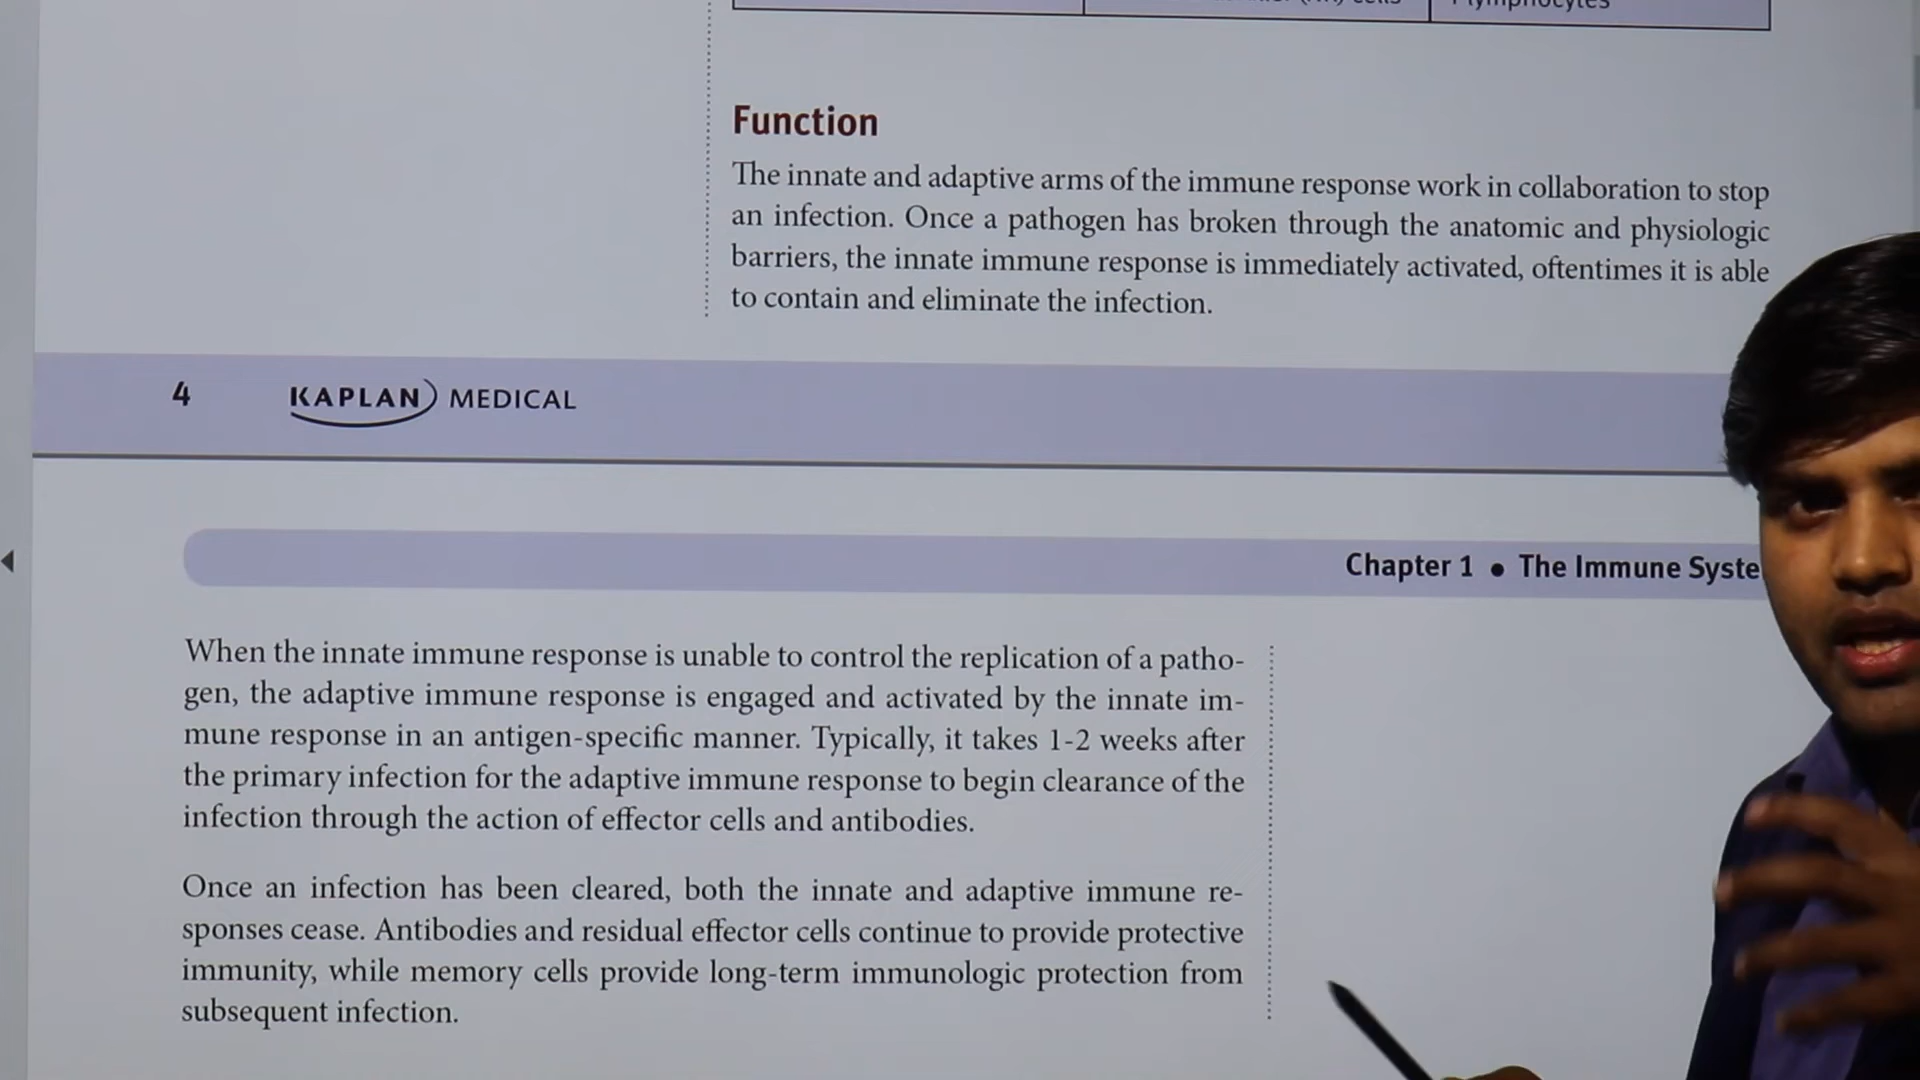 cells
lymphocytes
Function
The innate and adaptive arms of the immune response work in collaboration to stop
an infection. Once a pathogen has broken through the anatomic and physiologic
barriers, the innate immune response is immediately activated, oftentimes it is able
to contain and eliminate the infection.
4 KAPLAN MEDICAL
Chapter 1 ● The Immune Syste
When the innate immune response is unable to control the replication of a patho-
gen, the adaptive immune response is engaged and activated by the innate im-
mune response in an antigen-specific manner. Typically, it takes 1-2 weeks after
the primary infection for the adaptive immune response to begin clearance of the
infection through the action of effector cells and antibodies.
Once an infection has been cleared, both the innate and adaptive immune re-
sponses cease. Antibodies and residual effector cells continue to provide protective
immunity, while memory cells provide long-term immunologic protection from
subsequent infection.